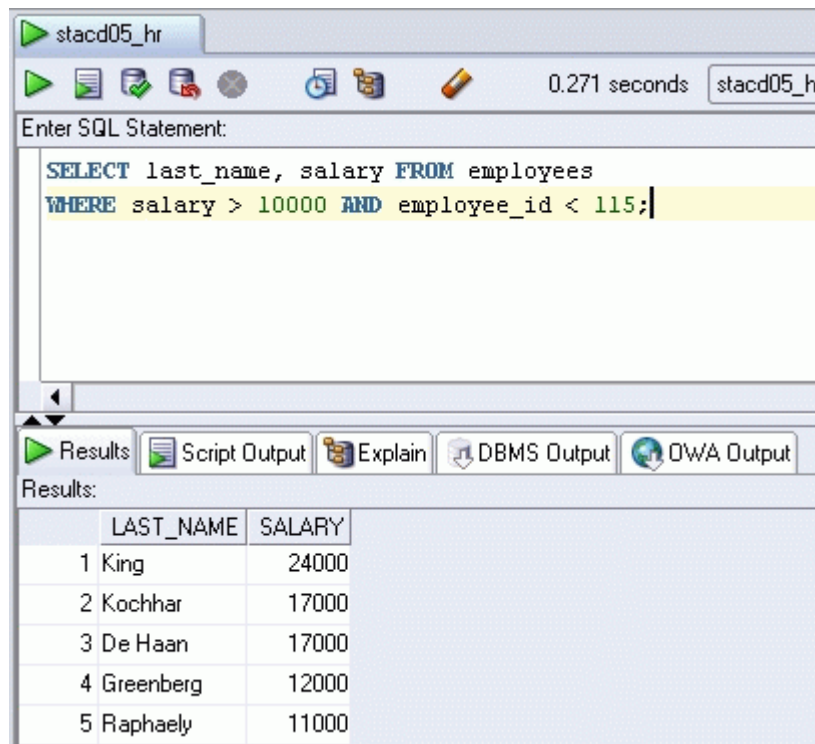 stacd05_hr
0.271 seconds stacd05_h
Enter SQL Statement:
SELECT last_name, salary FROM employees
WHERE salary > 10000 AND employee_id < 115;
Results Script Output Explain DBMS Output OWA Output
Results:
LAST_NAME SALARY
1 King 24000
2 Kochhar 17000
3 De Haan 17000
4 Greenberg 12000
5 Raphaely 11000